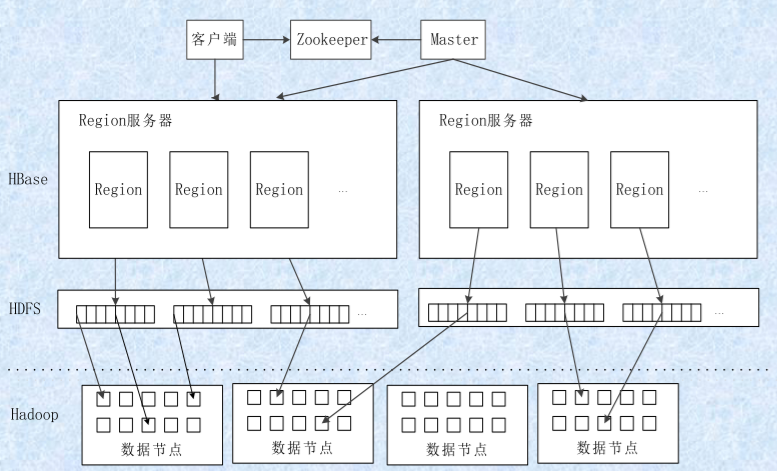 客户端
Zookeeper
Master
Region服务器
Region服务器
HBase
Region
Region
Region
...
Region
Region
Region
...
HDFS
...
...
Hadoop
数据节点
数据节点
数据节点
数据节点